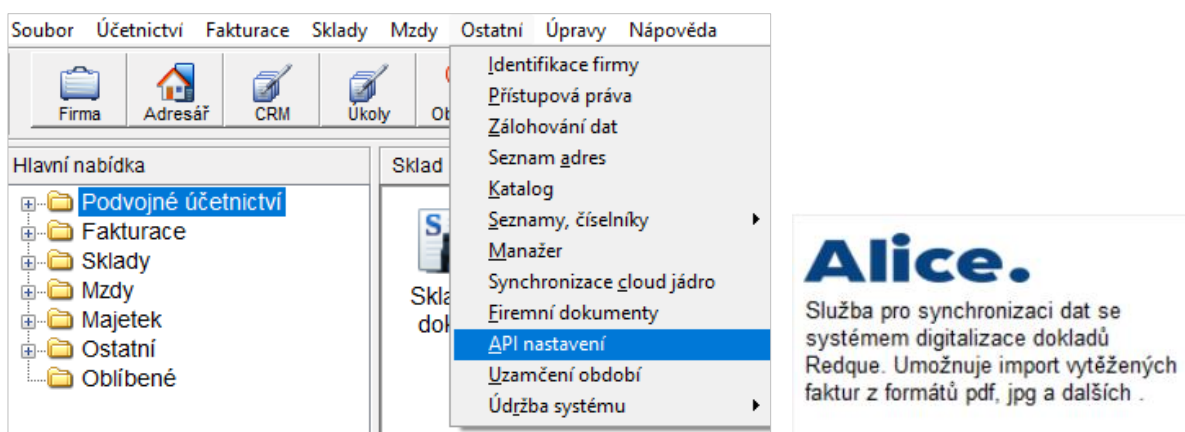 Soubor Účetnictví Fakturace Sklady Mzdy Ostatní Úpravy Nápověda
Firma Adresář CRM Úkoly
Identifikace firmy
Přístupová práva
Zálohování dat
Seznam adres
Katalog
Seznamy, číselníky
Manažer
Synchronizace cloud jádro
Firemní dokumenty
API nastavení
Uzamčení období
Údržba systému
Hlavní nabídka
Podvojné účetnictví
Fakturace
Sklady
Mzdy
Majetek
Ostatní
Oblíbené
Sklad
Alice.
Služba pro synchronizaci dat se
systémem digitalizace dokladů
Redque. Umožnuje import vytěžených
faktur z formátů pdf, jpg a dalších .